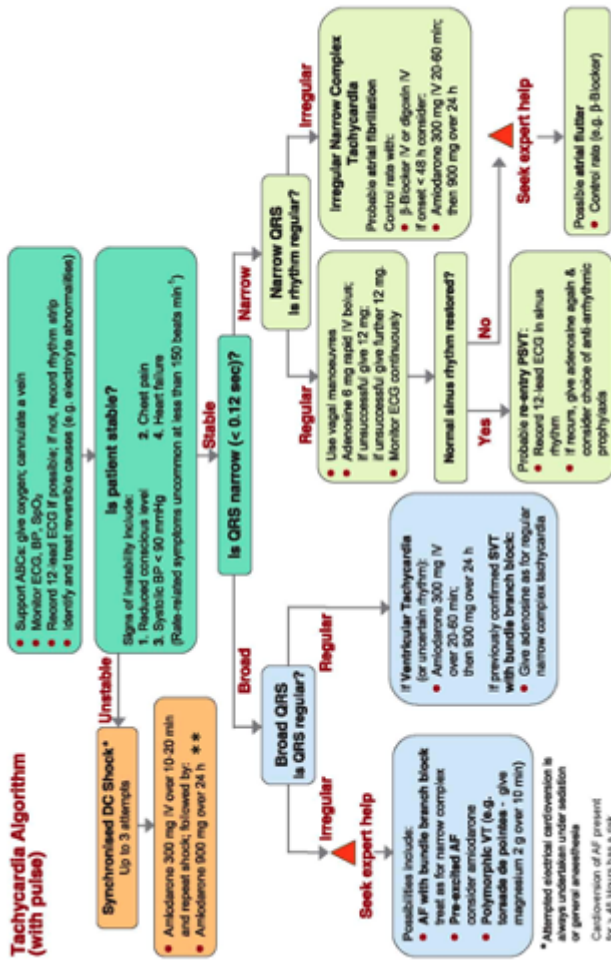 Tachycardia Algorithm
(with pulse)
• Support ABCs: give oxygen; cannulate a vein
• Monitor ECG, BP, SpO2
• Record 12-lead ECG if possible; if not, record rhythm strip
• Identify and treat reversible causes (e.g. electrolyte abnormalities)
Is patient stable?
Signs of instability include:
1. Reduced conscious level 2. Chest pain
3. Systolic BP < 90 mmHg 4. Heart failure
(Rate-related symptoms uncommon at less than 150 beats min-1)
Unstable
Synchronised DC Shock*
Up to 3 attempts
• Amiodarone 300 mg IV over 10-20 min
and repeat shock; followed by:
• Amiodarone 900 mg over 24 h **
Stable
Is QRS narrow (< 0.12 sec)?
Broad
Narrow
Broad QRS
Is QRS regular?
Irregular
Regular
Seek expert help
Possibilities include:
• AF with bundle branch block
treat as for narrow complex
• Pre-excited AF
consider amiodarone
• Polymorphic VT (e.g.
torsade de pointes - give
magnesium 2 g over 10 min)
If Ventricular Tachycardia
(or uncertain rhythm):
• Amiodarone 300 mg IV
over 20-60 min;
then 900 mg over 24 h
If previously confirmed SVT
with bundle branch block:
• Give adenosine as for regular
narrow complex tachycardia
Narrow QRS
Is rhythm regular?
Regular
Irregular
• Use vagal manoeuvres
• Adenosine 6 mg rapid IV bolus;
if unsuccessful give 12 mg;
if unsuccessful give further 12 mg.
• Monitor ECG continuously
Irregular Narrow Complex
Tachycardia
Probable atrial fibrillation
Control rate with:
• β-Blocker IV or digoxin IV
If onset < 48 h consider:
• Amiodarone 300 mg IV 20-60 min;
then 900 mg over 24 h
Normal sinus rhythm restored?
Yes
No
Seek expert help
Probable re-entry PSVT:
• Record 12-lead ECG in sinus
rhythm
• If recurs, give adenosine again &
consider choice of anti-arrhythmic
prophylaxis
Possible atrial flutter
• Control rate (e.g. β-Blocker)
*Attempted electrical cardioversion is
always undertaken under sedation
or general anaesthesia
Cardioversion of AF present